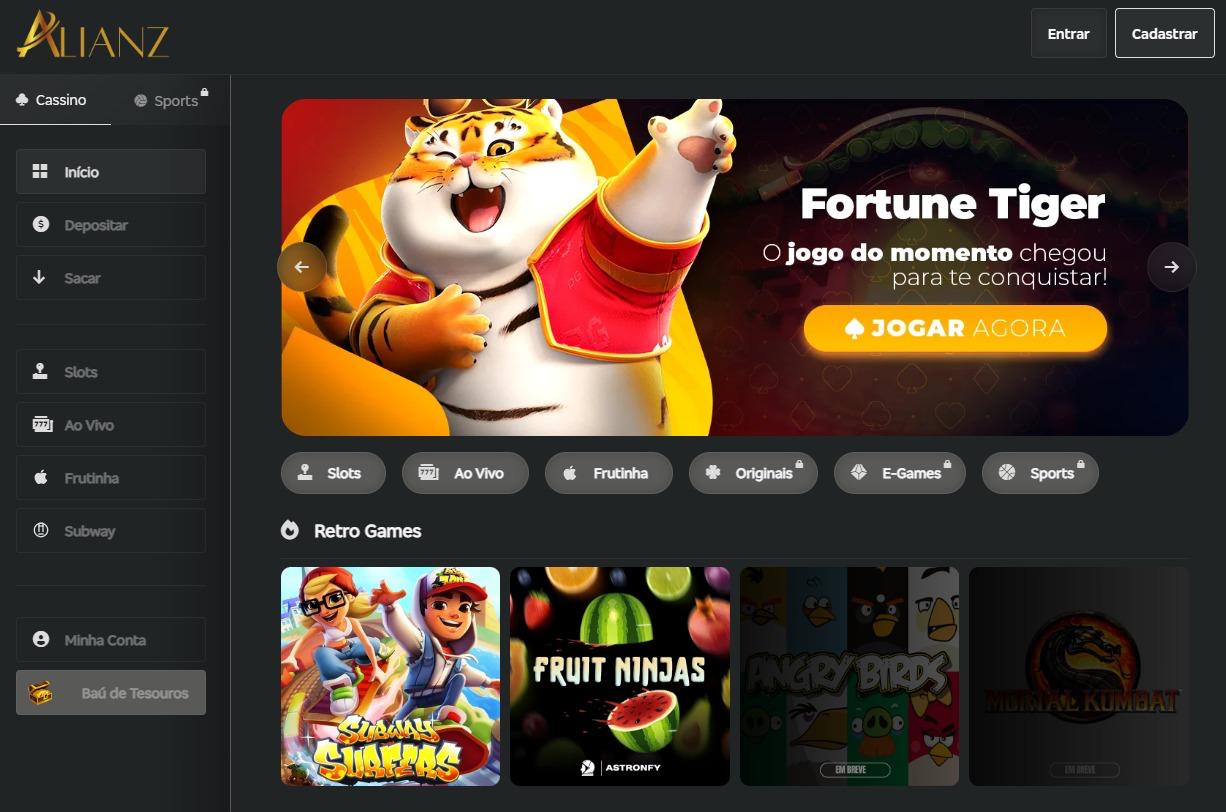 ALIANZ
Entrar
Cadastrar
Cassino
Sports
Início
Depositar
Sacar
Slots
Ao Vivo
Frutinha
Subway
Minha Conta
Baú de Tesouros
Fortune Tiger
O jogo do momento chegou
para te conquistar!
JOGAR AGORA
Slots
Ao Vivo
Frutinha
Originais
E-Games
Sports
Retro Games
SUBWAY
SURFERS
FRUIT NINJAS
ASTRONFY
ANGRY BIRDS
EM BREVE
MORTAL KOMBAT
EM BREVE